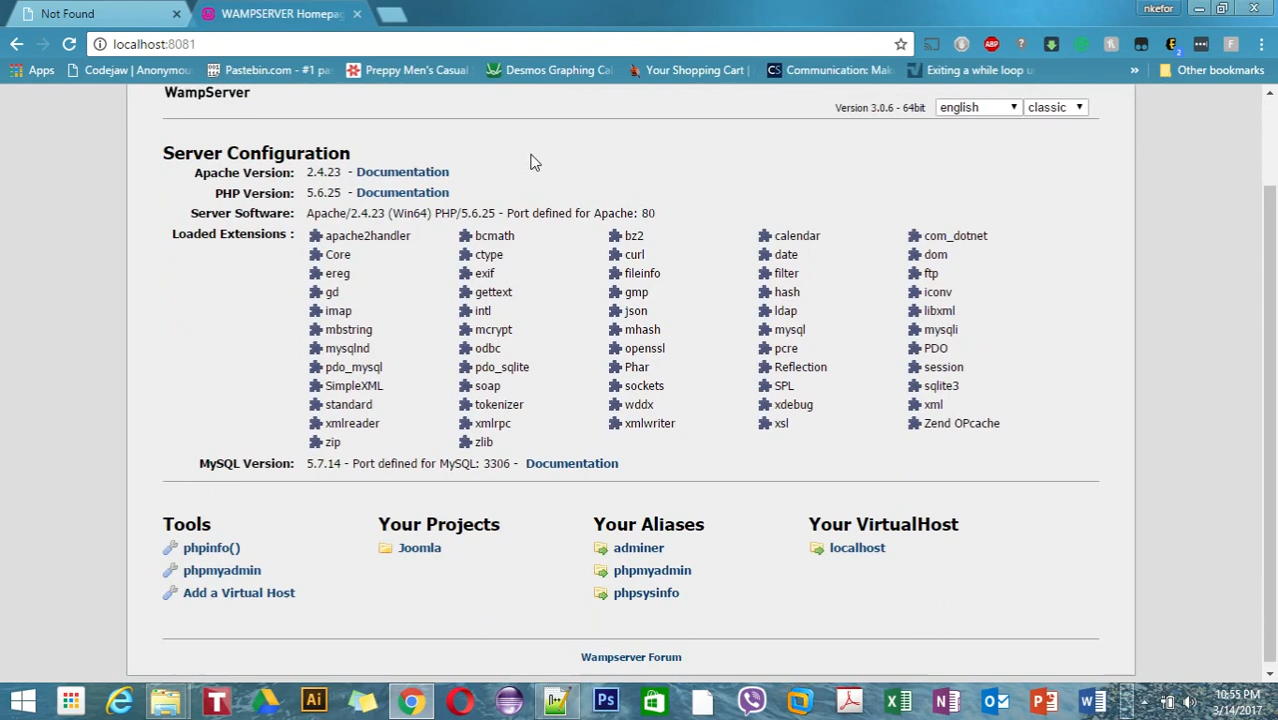 Not Found
WAMPSERVER Homepag
nkefor
localhost:8081
Apps Codejaw | Anonymou Pastebin.com - #1 pa Preppy Men's Casual Desmos Graphing Cal Your Shopping Cart | Communication: Mak Exiting a while loop u » Other bookmarks
WampServer
Version 3.0.6 - 64bit english classic
Server Configuration
Apache Version: 2.4.23 - Documentation
PHP Version: 5.6.25 - Documentation
Server Software: Apache/2.4.23 (Win64) PHP/5.6.25 - Port defined for Apache: 80
Loaded Extensions : apache2handler bcmath bz2 calendar com_dotnet
Core ctype curl date dom
ereg exif fileinfo filter ftp
gd gettext gmp hash iconv
imap intl json ldap libxml
mbstring mcrypt mhash mysql mysqli
mysqlnd odbc openssl pcre PDO
pdo_mysql pdo_sqlite Phar Reflection session
SimpleXML soap sockets SPL sqlite3
standard tokenizer wddx xdebug xml
xmlreader xmlrpc xmlwriter xsl Zend OPcache
zip zlib
MySQL Version: 5.7.14 - Port defined for MySQL: 3306 - Documentation
Tools Your Projects Your Aliases Your VirtualHost
phpinfo() Joomla adminer localhost
phpmyadmin phpmyadmin
Add a Virtual Host phpsysinfo
Wampserver Forum
10:55 PM
3/14/2017